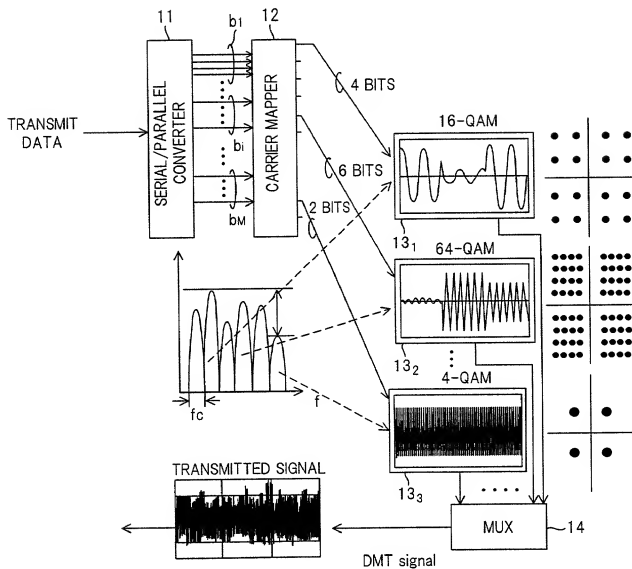 11
b1
12
TRANSMIT
DATA
SERIAL/PARALLEL
CONVERTER
bi
bM
CARRIER MAPPER
4 BITS
6 BITS
2 BITS
16-QAM
13₁
64-QAM
13₂
4-QAM
13₃
fc
f
TRANSMITTED SIGNAL
MUX
14
DMT signal